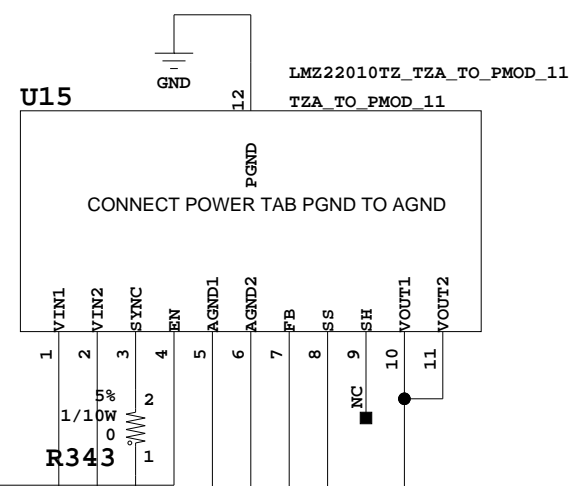 LMZ22010TZ_TZA_TO_PMOD_11
GND
U15
12
TZA_TO_PMOD_11
PGND
CONNECT POWER TAB PGND TO AGND
VIN1
VIN2
SYNC
EN
AGND1
AGND2
FB
SS
SH
VOUT1
VOUT2
1
2
3
4
5
6
7
8
9
10
11
NC
5%
2
1/10W
0
R343
1